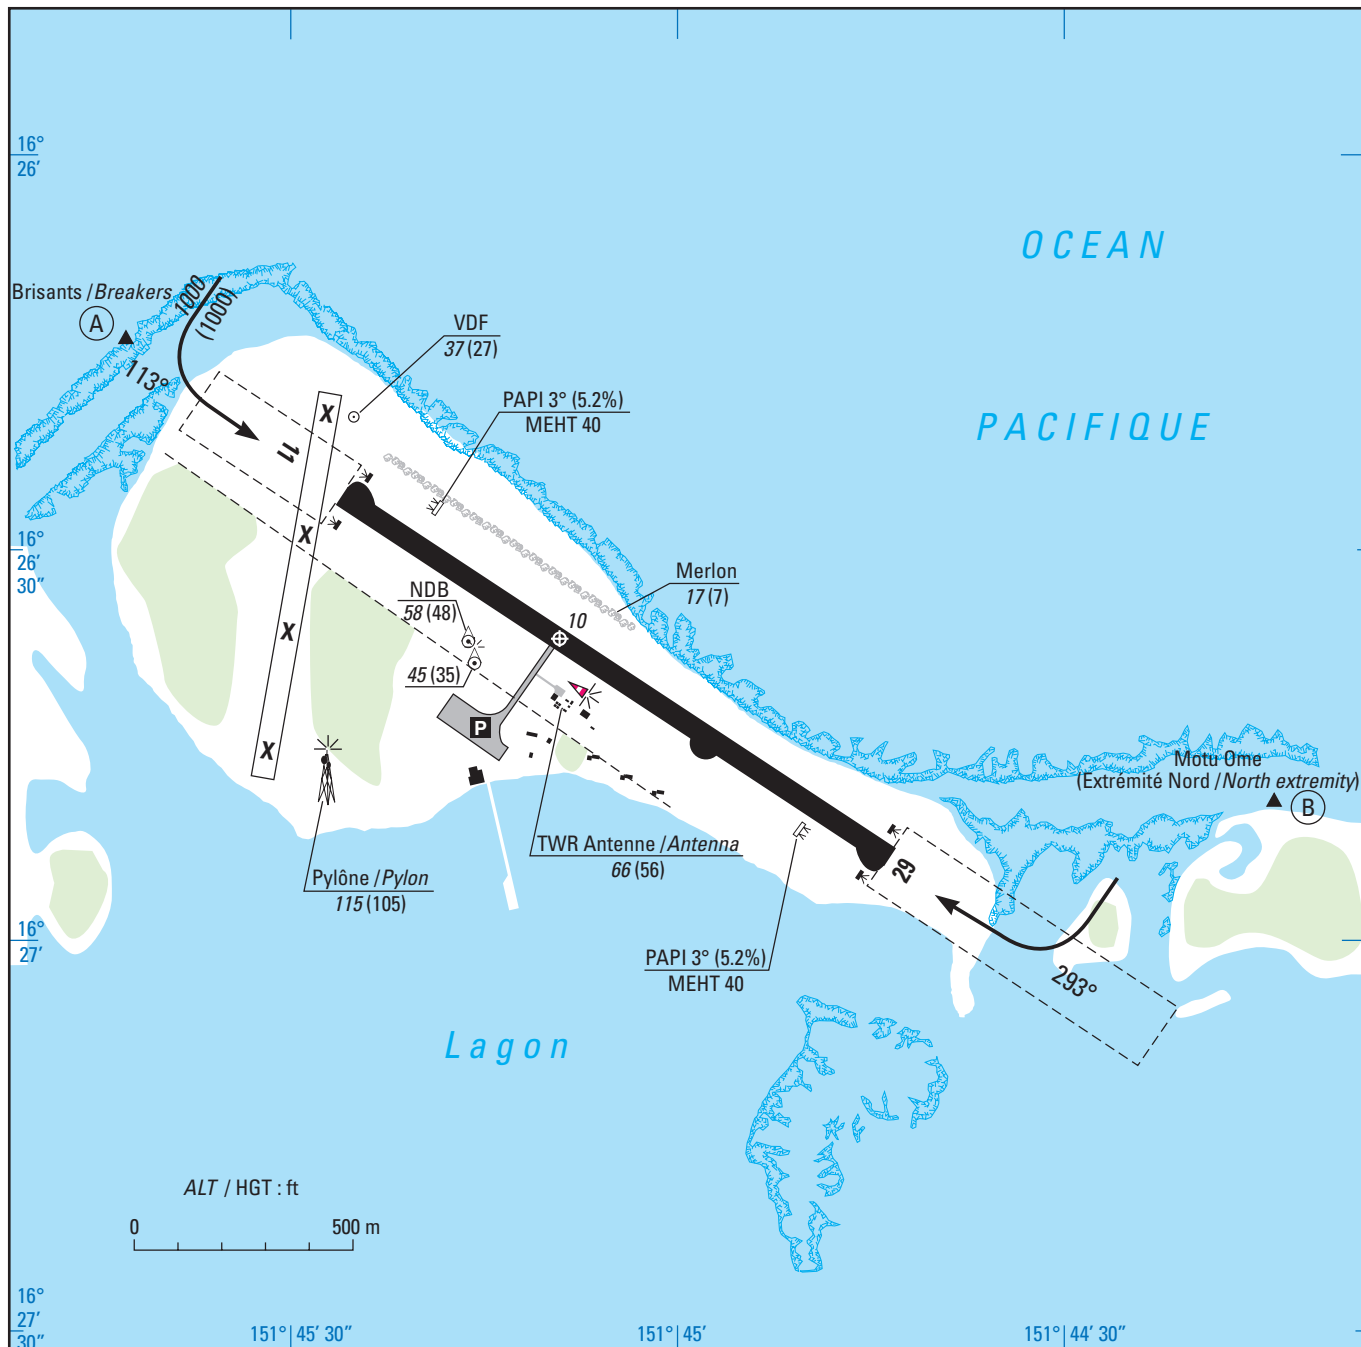 16°
26′
OCEAN
Brisants / Breakers
A
1000
(1000)
113°
VDF
37 (27)
PAPI 3° (5.2%)
MEHT 40
PACIFIQUE
X
11
16°
26′
30″
X
Merlon
17 (7)
NDB
58 (48)
10
X
45 (35)
P
X
Motu Ome
(Extrémité Nord / North extremity)
B
TWR Antenne / Antenna
66 (56)
29
Pylône / Pylon
115 (105)
16°
27′
PAPI 3° (5.2%)
MEHT 40
293°
Lagon
ALT / HGT : ft
0 500 m
16°
27′
30″
151° 45′ 30″
151° 45′
151° 44′ 30″